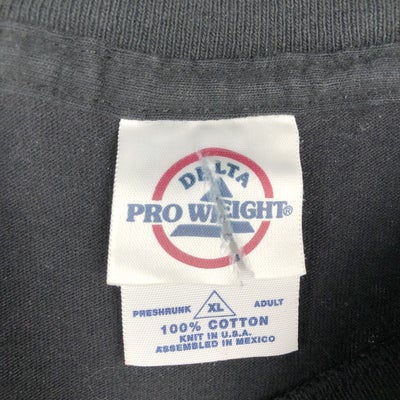 DELTA
PRO WEIGHT®
PRESHRUNK XL ADULT
100% COTTON
KNIT IN U.S.A.
ASSEMBLED IN MEXICO